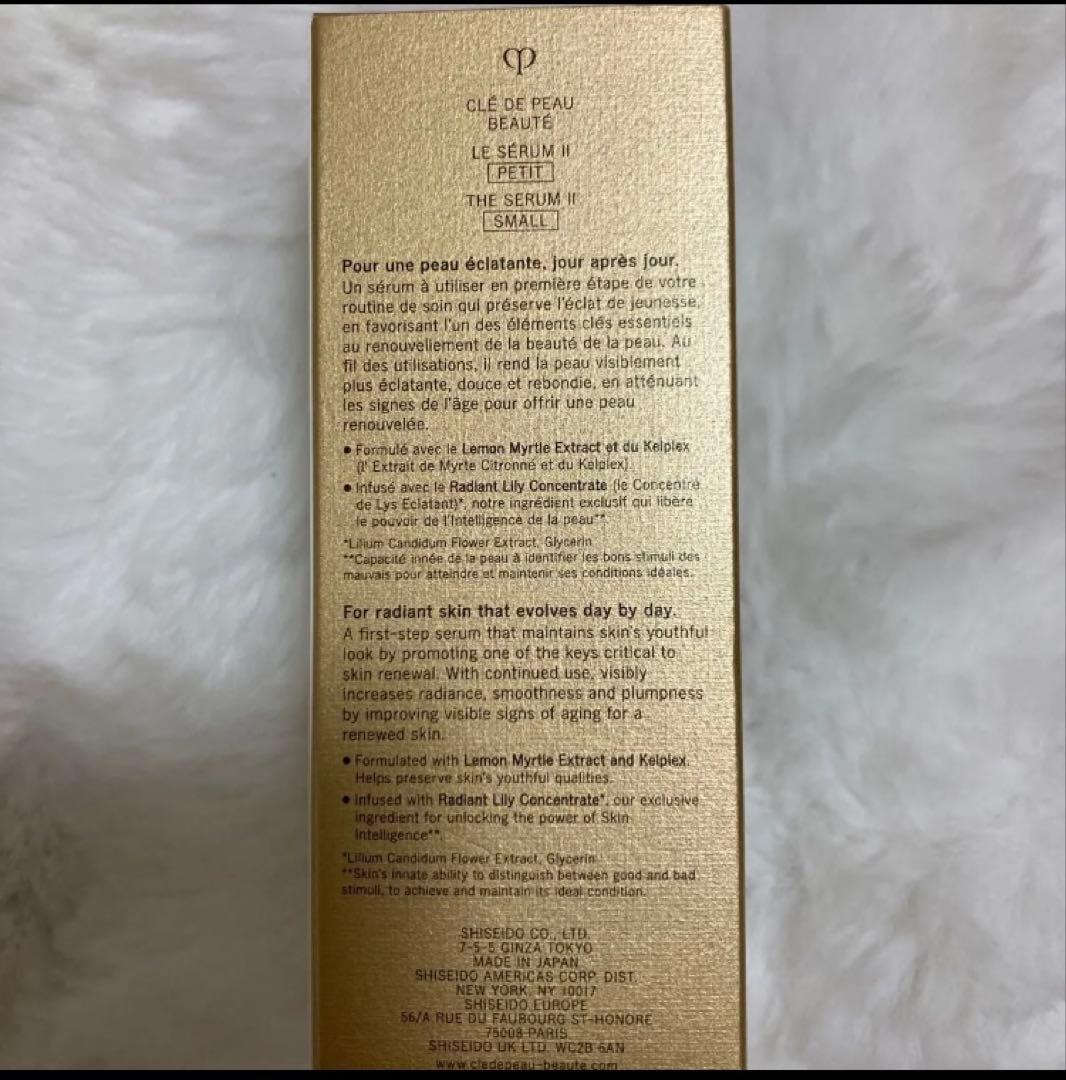 CLÉ DE PEAU
BEAUTÉ
LE SÉRUM II
PETIT
THE SERUM II
SMALL
Pour une peau éclatante, jour après jour.
Un sérum à utiliser en première étape de votre
routine de soin qui préserve l'éclat de jeunesse,
en favorisant l'un des éléments clés essentiels
au renouvellement de la beauté de la peau. Au
fil des utilisations, il rend la peau visiblement
plus éclatante, douce et rebondie, en atténuant
les signes de l'âge pour offrir une peau
renouvelée.
● Formulé avec le Lemon Myrtle Extract et du Kelplex
(l' Extrait de Myrte Citronné et du Kelplex).
● Infusé avec le Radiant Lily Concentrate (le Concentré
de Lys Eclatant)*, notre ingrédient exclusif qui libère
le pouvoir de l'Intelligence de la peau**.
*Lilium Candidum Flower Extract, Glycerin
**Capacité innée de la peau à identifier les bons stimuli des
mauvais pour atteindre et maintenir ses conditions idéales.
For radiant skin that evolves day by day.
A first-step serum that maintains skin's youthful
look by promoting one of the keys critical to
skin renewal. With continued use, visibly
increases radiance, smoothness and plumpness
by improving visible signs of aging for a
renewed skin.
● Formulated with Lemon Myrtle Extract and Kelplex.
Helps preserve skin's youthful qualities.
● Infused with Radiant Lily Concentrate*, our exclusive
ingredient for unlocking the power of Skin
Intelligence**.
*Lilium Candidum Flower Extract, Glycerin
**Skin's innate ability to distinguish between good and bad
stimuli, to achieve and maintain its ideal condition.
SHISEIDO CO., LTD.
7-5-5 GINZA TOKYO
MADE IN JAPAN
SHISEIDO AMERICAS CORP. DIST.
NEW YORK, NY 10017
SHISEIDO EUROPE
56/A RUE DU FAUBOURG ST-HONORE
75008 PARIS
SHISEIDO UK LTD. WC2B 6AN
www.cledepeau-beaute.com